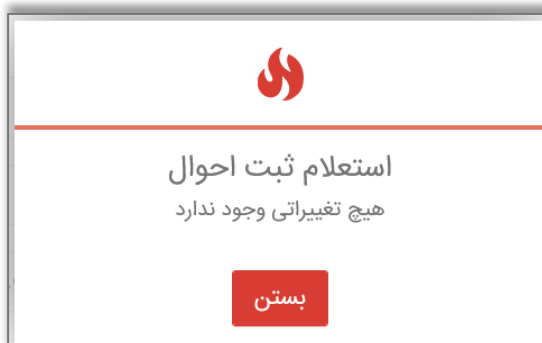 استعلام ثبت احوال
هیچ تغییراتی وجود ندارد
بستن